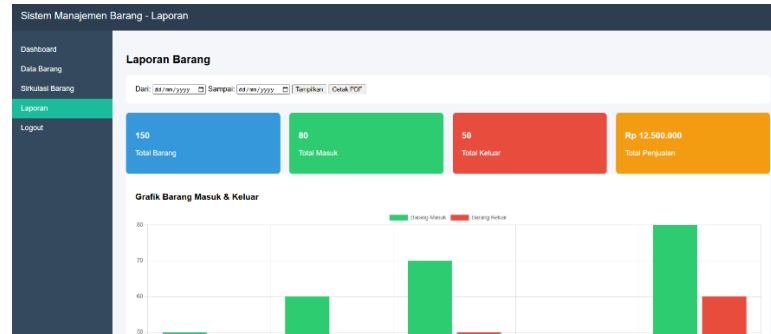 Sistem Manajemen Barang - Laporan
Dashboard
Data Barang
Sirkulasi Barang
Laporan
Logout
Laporan Barang
Dari: dd/mm/yyyy Sampai: dd/mm/yyyy Tampilkan Cetak PDF
150
Total Barang
80
Total Masuk
50
Total Keluar
Rp 12.500.000
Total Penjualan
Grafik Barang Masuk & Keluar
Barang Masuk Barang Keluar
80
70
60
50